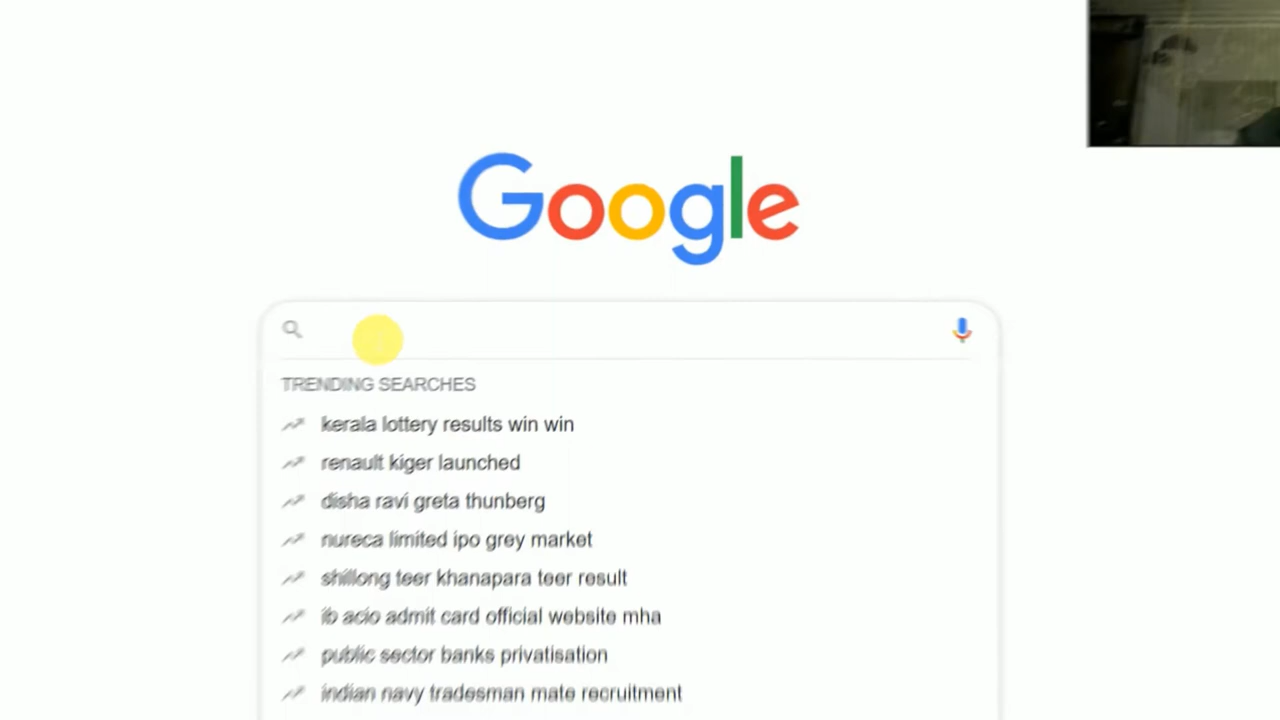 Google
TRENDING SEARCHES
kerala lottery results win win
renault kiger launched
disha ravi greta thunberg
nureca limited ipo grey market
shillong teer khanapara teer result
ib acio admit card official website mha
public sector banks privatisation
indian navy tradesman mate recruitment